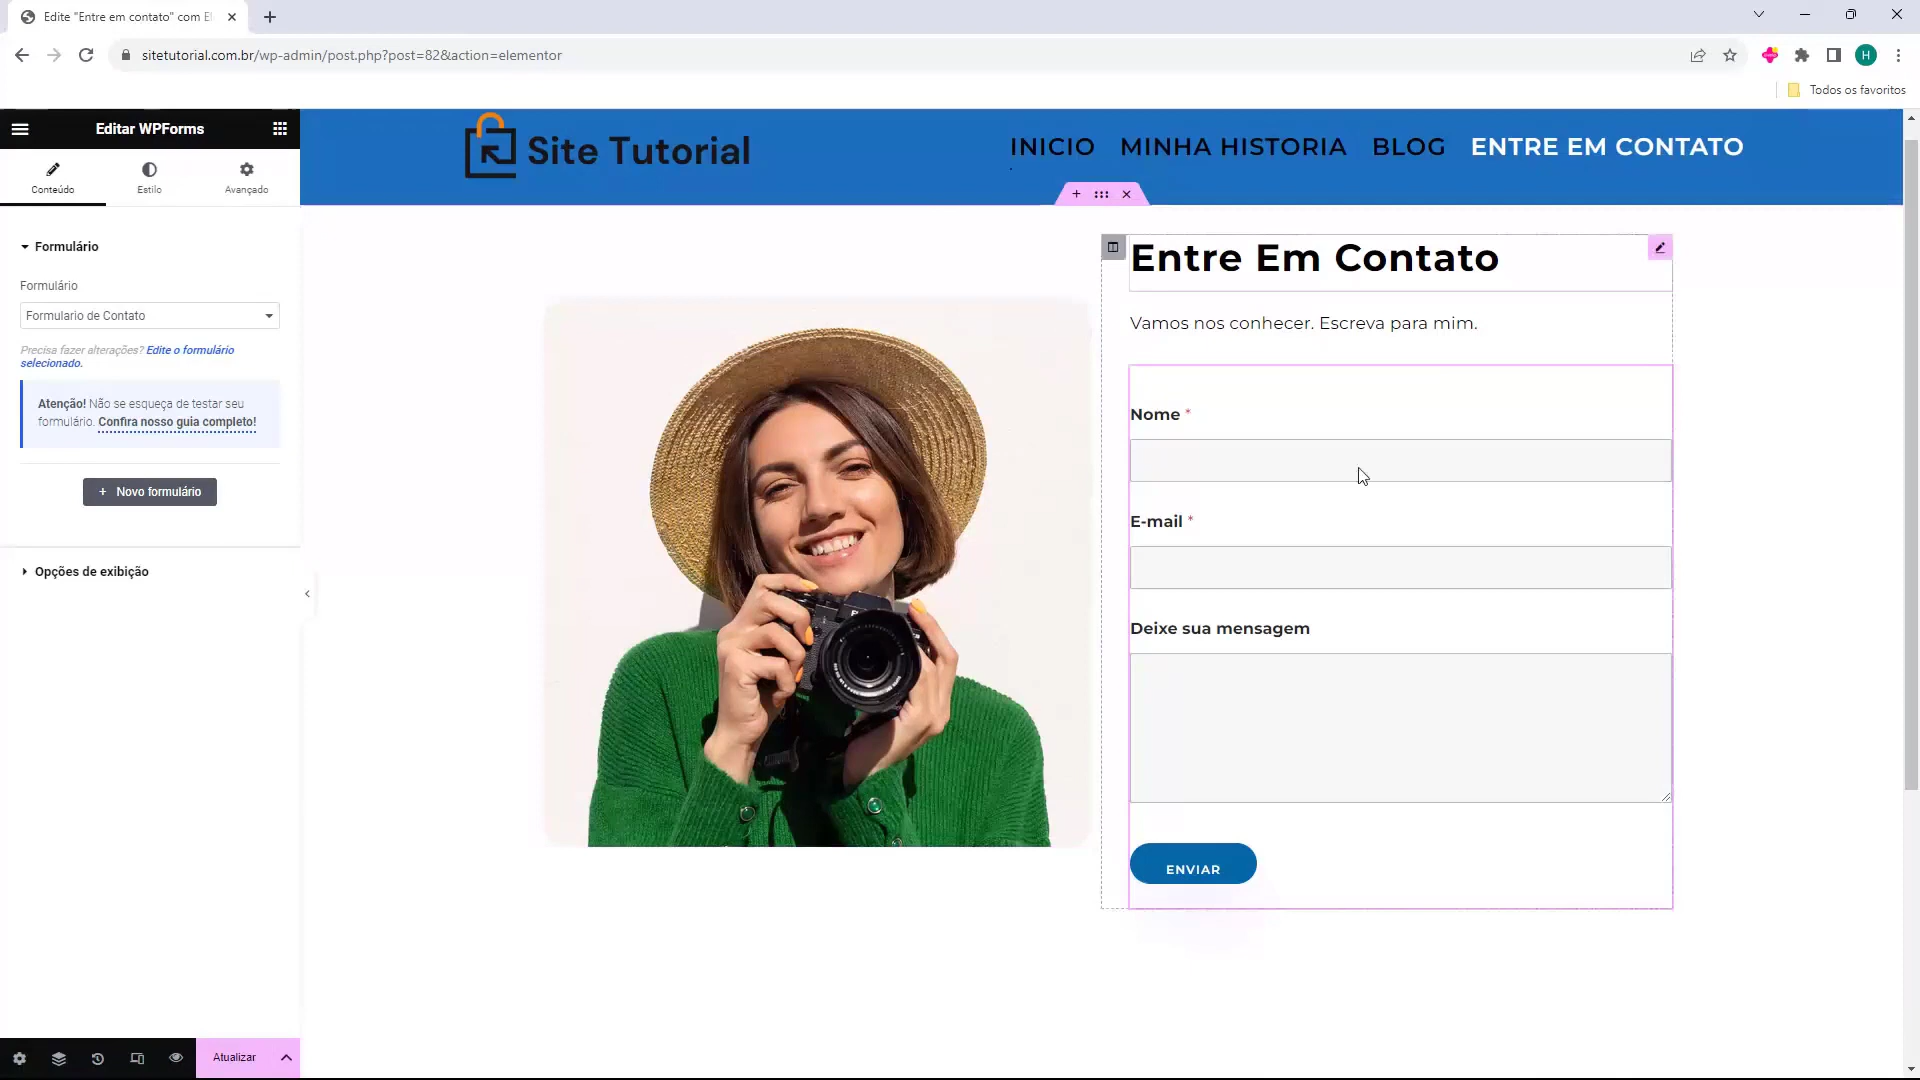 Edite "Entre em contato" com El
sitetutorial.com.br/wp-admin/post.php?post=82&action=elementor
H
Todos os favoritos
Editar WPForms
Conteúdo
Estilo
Avançado
Formulário
Formulário
Formulario de Contato
Precisa fazer alterações? Edite o formulário
selecionado.
Atenção! Não se esqueça de testar seu
formulário. Confira nosso guia completo!
+ Novo formulário
Opções de exibição
Atualizar
Site Tutorial
INICIO MINHA HISTORIA BLOG ENTRE EM CONTATO
Entre Em Contato
Vamos nos conhecer. Escreva para mim.
Nome *
E-mail *
Deixe sua mensagem
ENVIAR